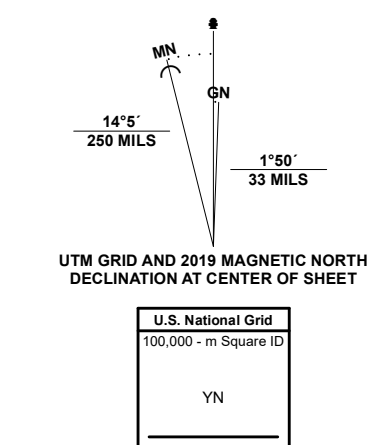 MN
GN
14°5´
250 MILS
1°50´
33 MILS
UTM GRID AND 2019 MAGNETIC NORTH
DECLINATION AT CENTER OF SHEET
U.S. National Grid
100,000 - m Square ID
YN